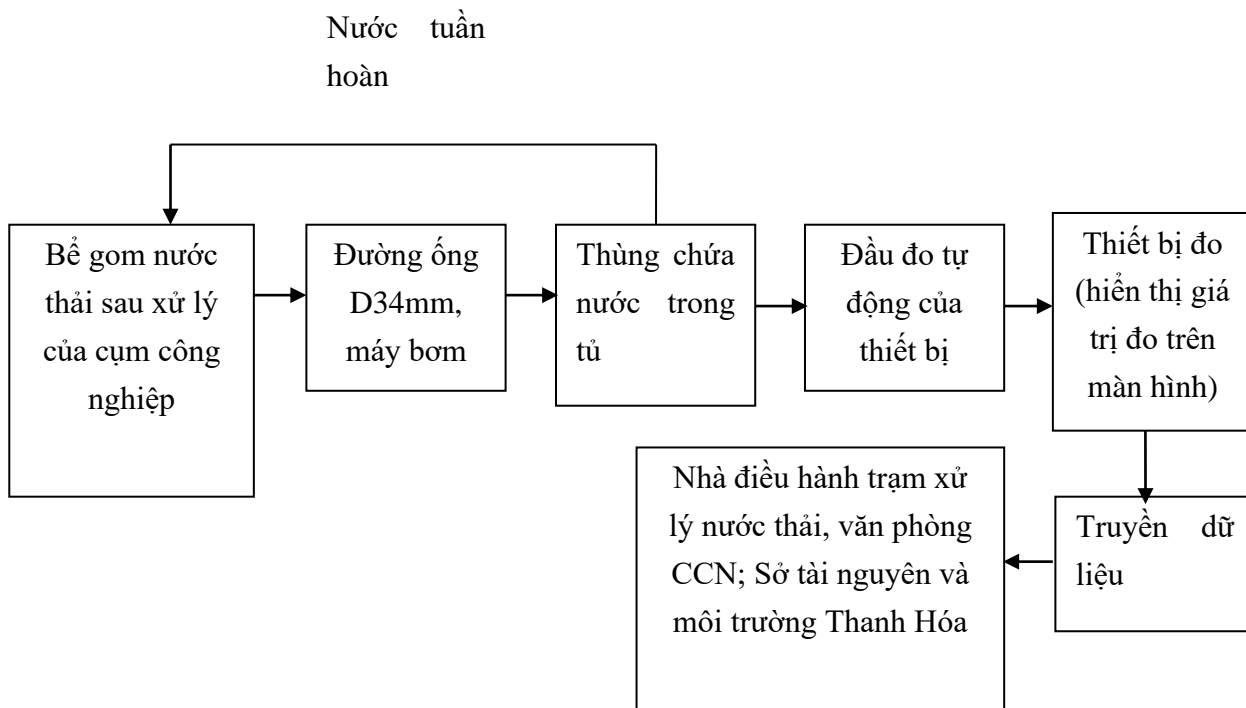 Nước tuần
hoàn
Bể gom nước
thải sau xử lý
của cụm công
nghiệp
Đường ống
D34mm,
máy bơm
Thùng chứa
nước trong
tủ
Đầu đo tự
động của
thiết bị
Thiết bị đo
(hiển thị giá
trị đo trên
màn hình)
Nhà điều hành trạm xử
lý nước thải, văn phòng
CCN; Sở tài nguyên và
môi trường Thanh Hóa
Truyền dữ
liệu